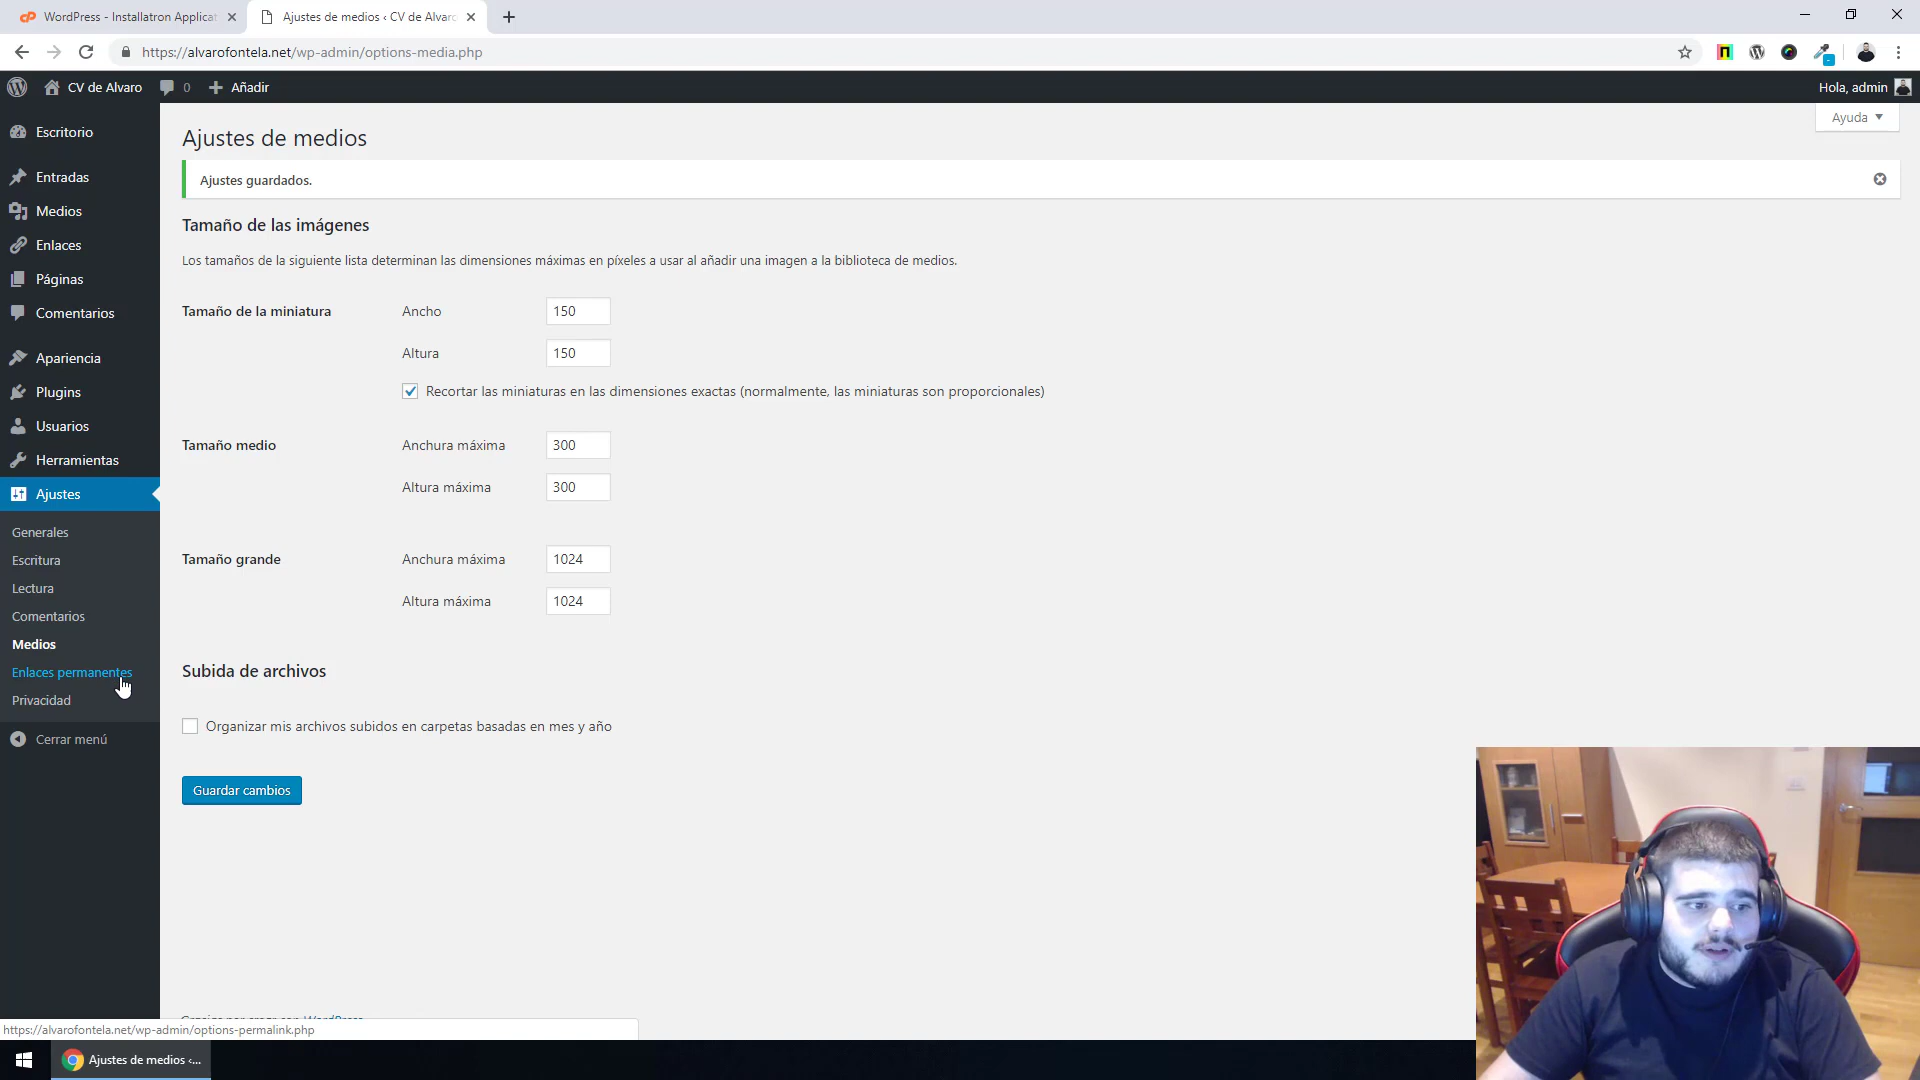 WordPress - Installatron Applicat
Ajustes de medios ‹ CV de Alvaro
https://alvarofontela.net/wp-admin/options-media.php
CV de Alvaro
0
Añadir
Hola, admin
Ayuda
Escritorio
Entradas
Medios
Enlaces
Páginas
Comentarios
Apariencia
Plugins
Usuarios
Herramientas
Ajustes
Generales
Escritura
Lectura
Comentarios
Medios
Enlaces permanentes
Privacidad
Cerrar menú
Ajustes de medios
Ajustes guardados.
Tamaño de las imágenes
Los tamaños de la siguiente lista determinan las dimensiones máximas en píxeles a usar al añadir una imagen a la biblioteca de medios.
Tamaño de la miniatura Ancho 150
Altura 150
Recortar las miniaturas en las dimensiones exactas (normalmente, las miniaturas son proporcionales)
Tamaño medio Anchura máxima 300
Altura máxima 300
Tamaño grande Anchura máxima 1024
Altura máxima 1024
Subida de archivos
Organizar mis archivos subidos en carpetas basadas en mes y año
Guardar cambios
https://alvarofontela.net/wp-admin/options-permalink.php
Ajustes de medios ‹...